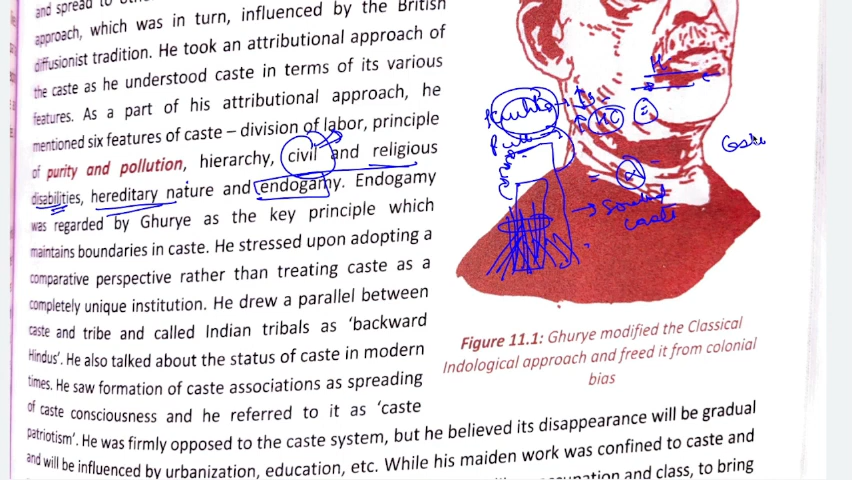 and spread to
approach, which was in turn, influenced by the British
diffusionist tradition. He took an attributional approach of
the caste as he understood caste in terms of its various
features. As a part of his attributional approach, he
mentioned six features of caste – division of labor, principle
of purity and pollution, hierarchy, civil and religious
disabilities, hereditary nature and endogamy. Endogamy
was regarded by Ghurye as the key principle which
maintains boundaries in caste. He stressed upon adopting a
comparative perspective rather than treating caste as a
completely unique institution. He drew a parallel between
caste and tribe and called Indian tribals as 'backward
Hindus'. He also talked about the status of caste in modern
times. He saw formation of caste associations as spreading
of caste consciousness and he referred to it as 'caste
patriotism'. He was firmly opposed to the caste system, but he believed its disappearance will be gradual
and will be influenced by urbanization, education, etc. While his maiden work was confined to caste and
and class, to bring
caste
Figure 11.1: Ghurye modified the Classical
Indological approach and freed it from colonial
bias